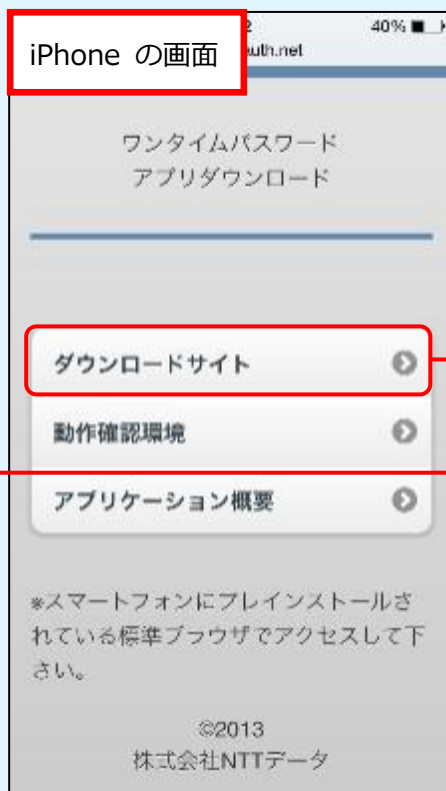 iPhone の画面
40%
auth.net
ワンタイムパスワード
アプリダウンロード
ダウンロードサイト
動作確認環境
アプリケーション概要
※スマートフォンにプレインストールさ
れている標準ブラウザでアクセスして下
さい。
©2013
株式会社NTTデータ